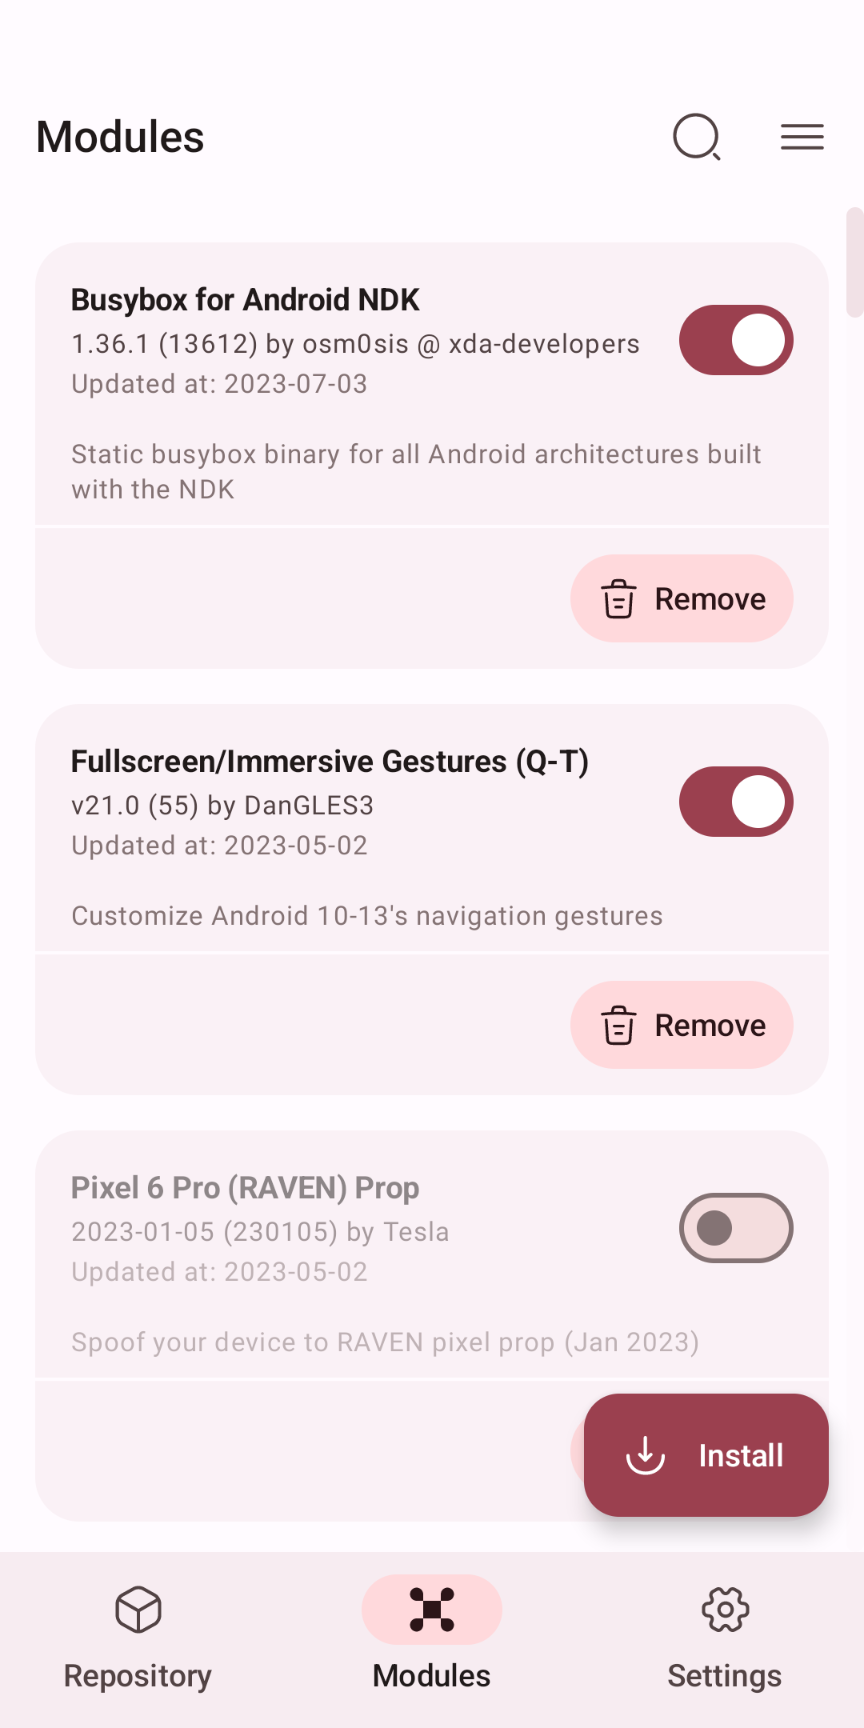 Modules
Busybox for Android NDK
1.36.1 (13612) by osm0sis @ xda-developers
Updated at: 2023-07-03
Static busybox binary for all Android architectures built
with the NDK
Remove
Fullscreen/Immersive Gestures (Q-T)
v21.0 (55) by DanGLES3
Updated at: 2023-05-02
Customize Android 10-13's navigation gestures
Remove
Pixel 6 Pro (RAVEN) Prop
2023-01-05 (230105) by Tesla
Updated at: 2023-05-02
Spoof your device to RAVEN pixel prop (Jan 2023)
Install
Repository
Modules
Settings